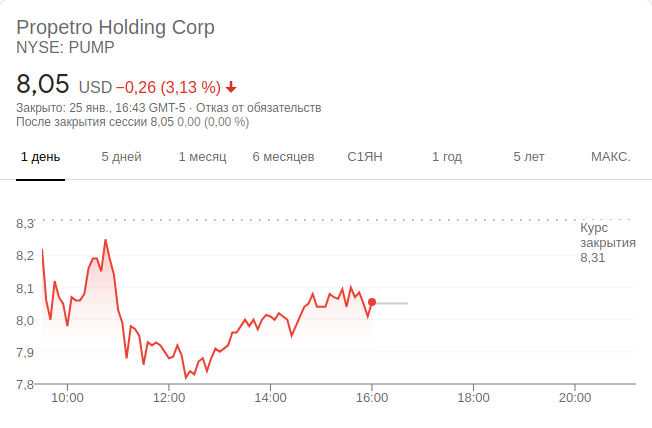 Propetro Holding Corp
NYSE: PUMP
8,05 USD −0,26 (3,13 %)
Закрыто: 25 янв., 16:43 GMT-5 · Отказ от обязательств
После закрытия сессии 8,05 0,00 (0,00 %)
1 день 5 дней 1 месяц 6 месяцев С1ЯН 1 год 5 лет МАКС.
8,3
8,2
8,1
8,0
7,9
7,8
Курс
закрытия
8,31
10:00 12:00 14:00 16:00 18:00 20:00